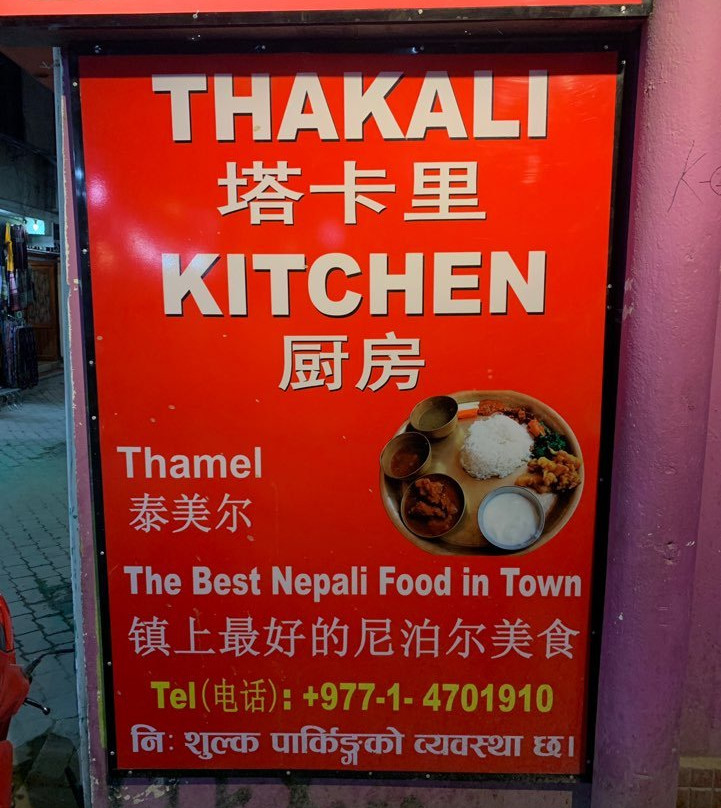 THAKALI
塔卡里
KITCHEN
厨房
Thamel
泰美尔
The Best Nepali Food in Town
镇上最好的尼泊尔美食
Tel(电话): +977-1- 4701910
निः शुल्क पार्किङ्गको व्यवस्था छ।